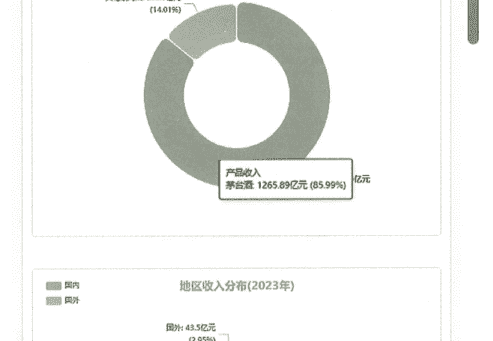 (14.01%)
产品收入
茅台酒: 1265.89亿元 (85.99%)
亿元
国内
国外
地区收入分布(2023年)
国外: 43.5亿元
(2.95%)